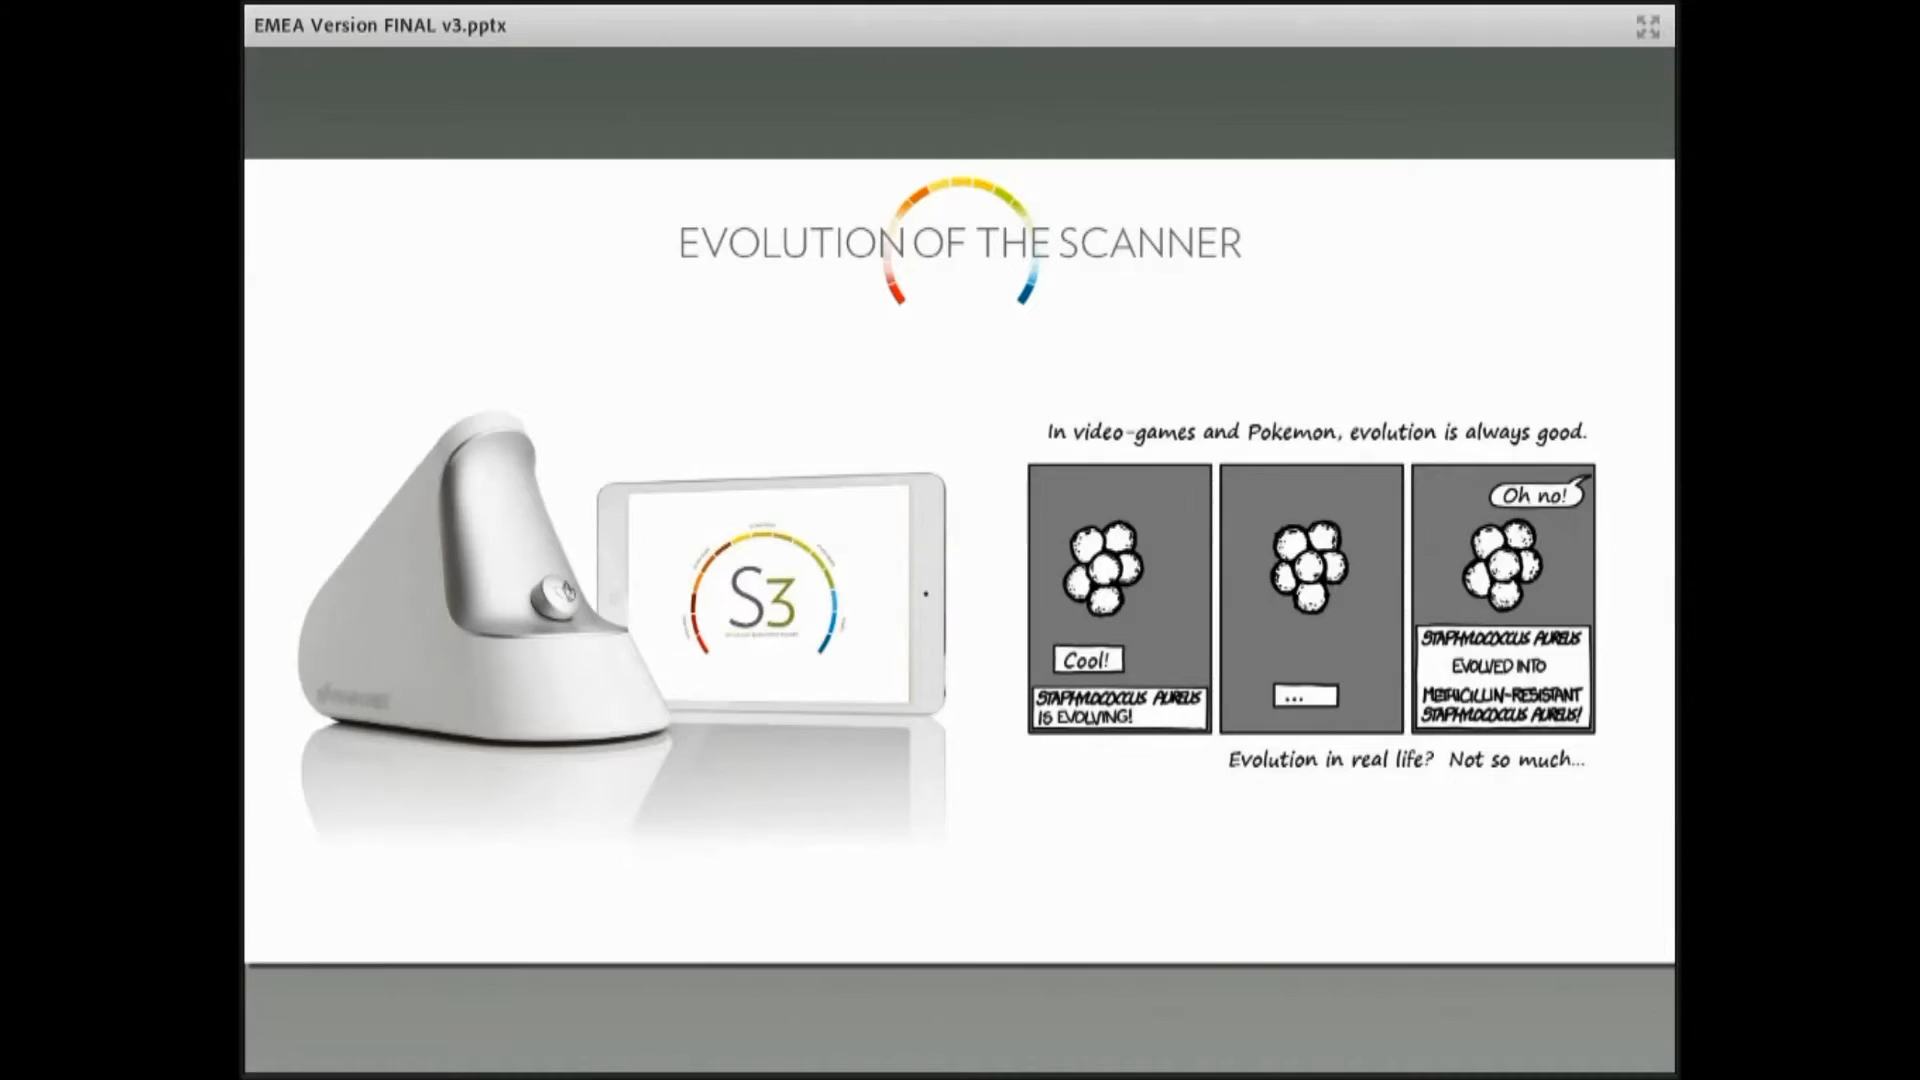 EMEA Version FINAL v3.pptx
EVOLUTION OF THE SCANNER
S3
In video-games and Pokemon, evolution is always good.
Cool!
STAPHYLOCOCCUS AUREUS
IS EVOLVING!
...
Oh no!
STAPHYLOCOCCUS AUREUS
EVOLVED INTO
METHICILLIN-RESISTANT
STAPHYLOCOCCUS AUREUS!
Evolution in real life? Not so much...